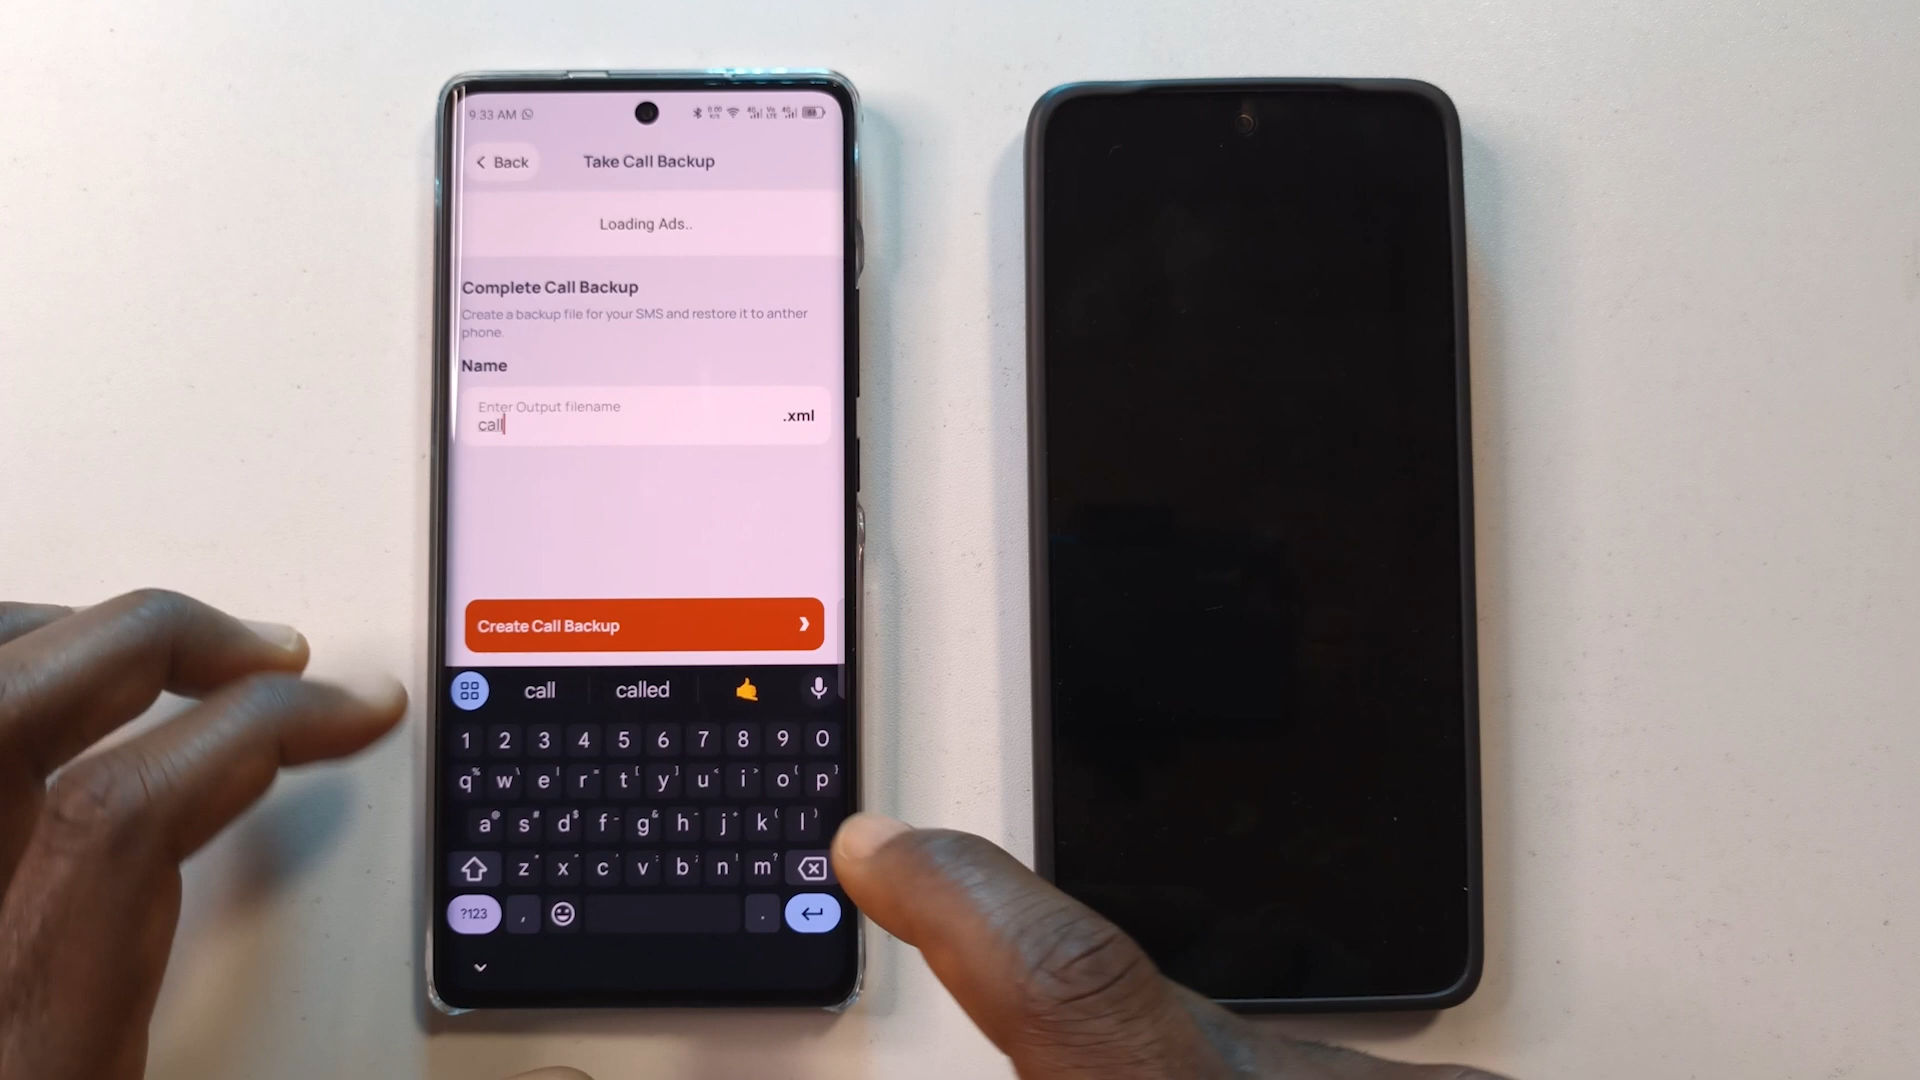 9:33 AM
Back
Take Call Backup
Loading Ads..
Complete Call Backup
Create a backup file for your SMS and restore it to anther
phone.
Name
Enter Output filename
call
.xml
Create Call Backup
call called
1 2 3 4 5 6 7 8 9 0
q w e r t y u i o p
a s d f g h j k l
z x c v b n m
?123 , .